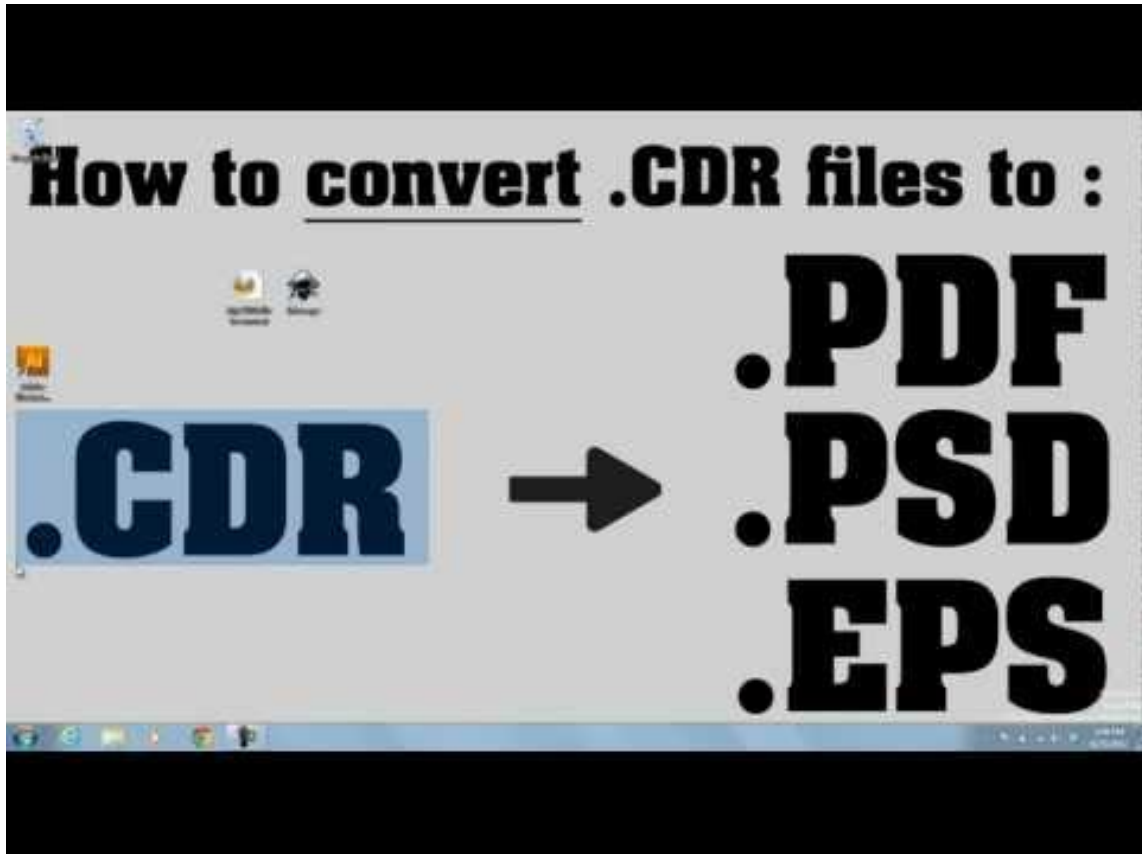 How to convert .CDR files to :
.PDF
.CDR
.PSD
.EPS